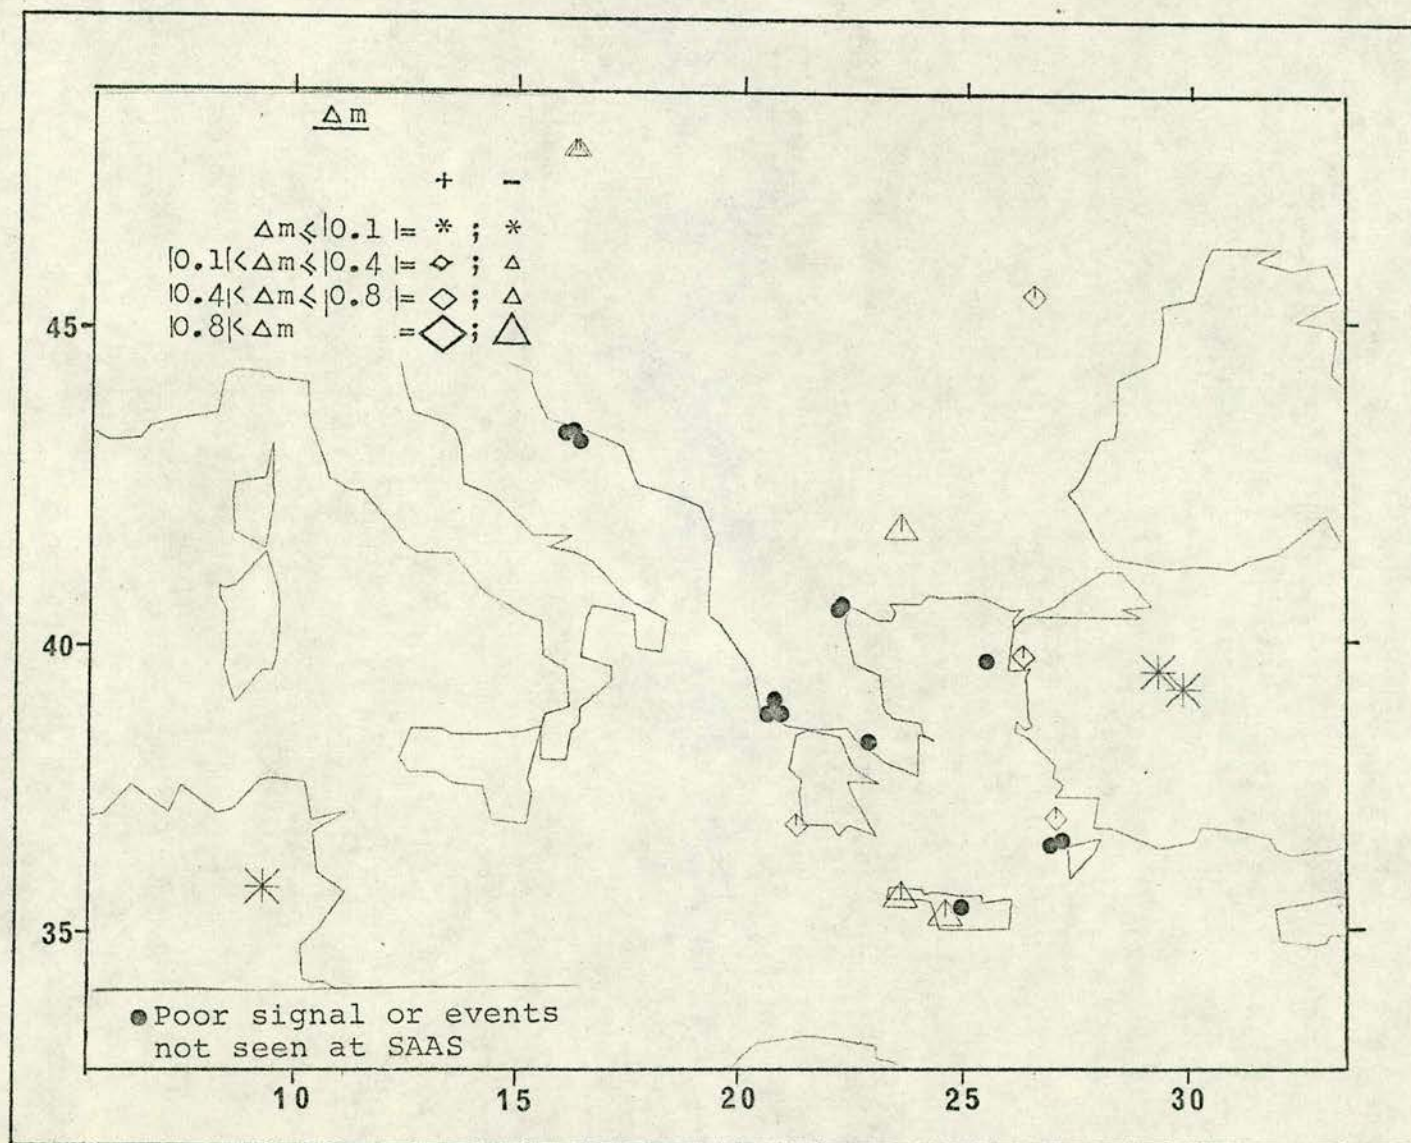 Δm
+ -
Δm⩽|0.1|= * ; *
|0.1|<Δm⩽|0.4|= ◇ ; △
|0.4|<Δm⩽|0.8|= ◇ ; △
|0.8|<Δm = ◇ ; △
45
40
35
●Poor signal or events
not seen at SAAS
10 15 20 25 30